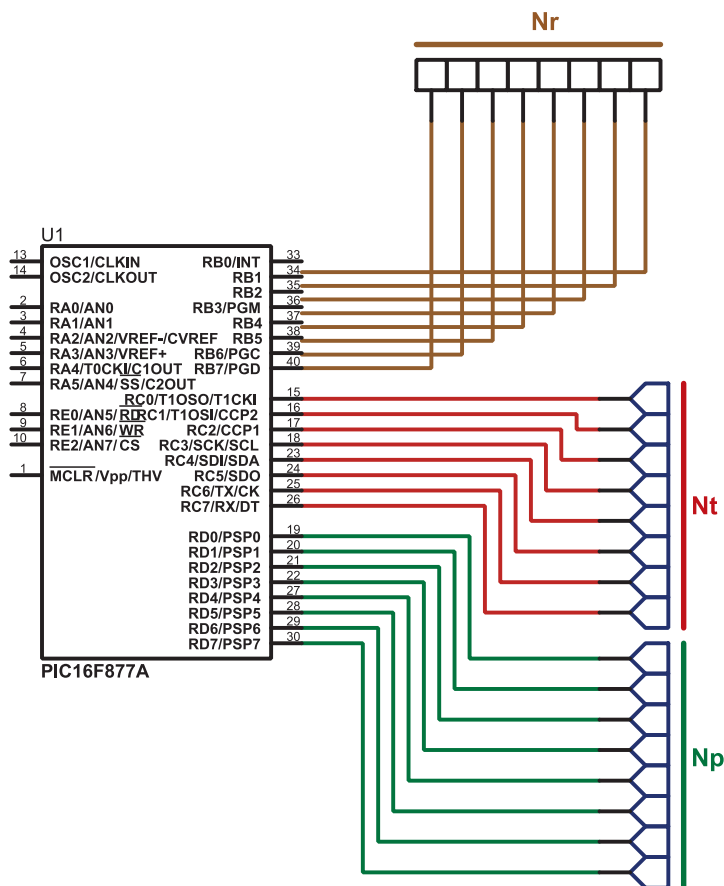 Nr
U1
13 OSC1/CLKIN RB0/INT 33
14 OSC2/CLKOUT RB1 34
RB2 35
2 RA0/AN0 RB3/PGM 36
3 RA1/AN1 RB4 37
4 RA2/AN2/VREF-/CVREF RB5 38
5 RA3/AN3/VREF+ RB6/PGC 39
6 RA4/T0CKI/C1OUT RB7/PGD 40
7 RA5/AN4/SS/C2OUT
RC0/T1OSO/T1CKI 15
8 RE0/AN5/RD RC1/T1OSI/CCP2 16
9 RE1/AN6/WR RC2/CCP1 17
10 RE2/AN7/CS RC3/SCK/SCL 18
RC4/SDI/SDA 23
1 MCLR/Vpp/THV RC5/SDO 24
RC6/TX/CK 25
RC7/RX/DT 26
Nt
RD0/PSP0 19
RD1/PSP1 20
RD2/PSP2 21
RD3/PSP3 22
RD4/PSP4 27
RD5/PSP5 28
RD6/PSP6 29
RD7/PSP7 30
PIC16F877A
Np